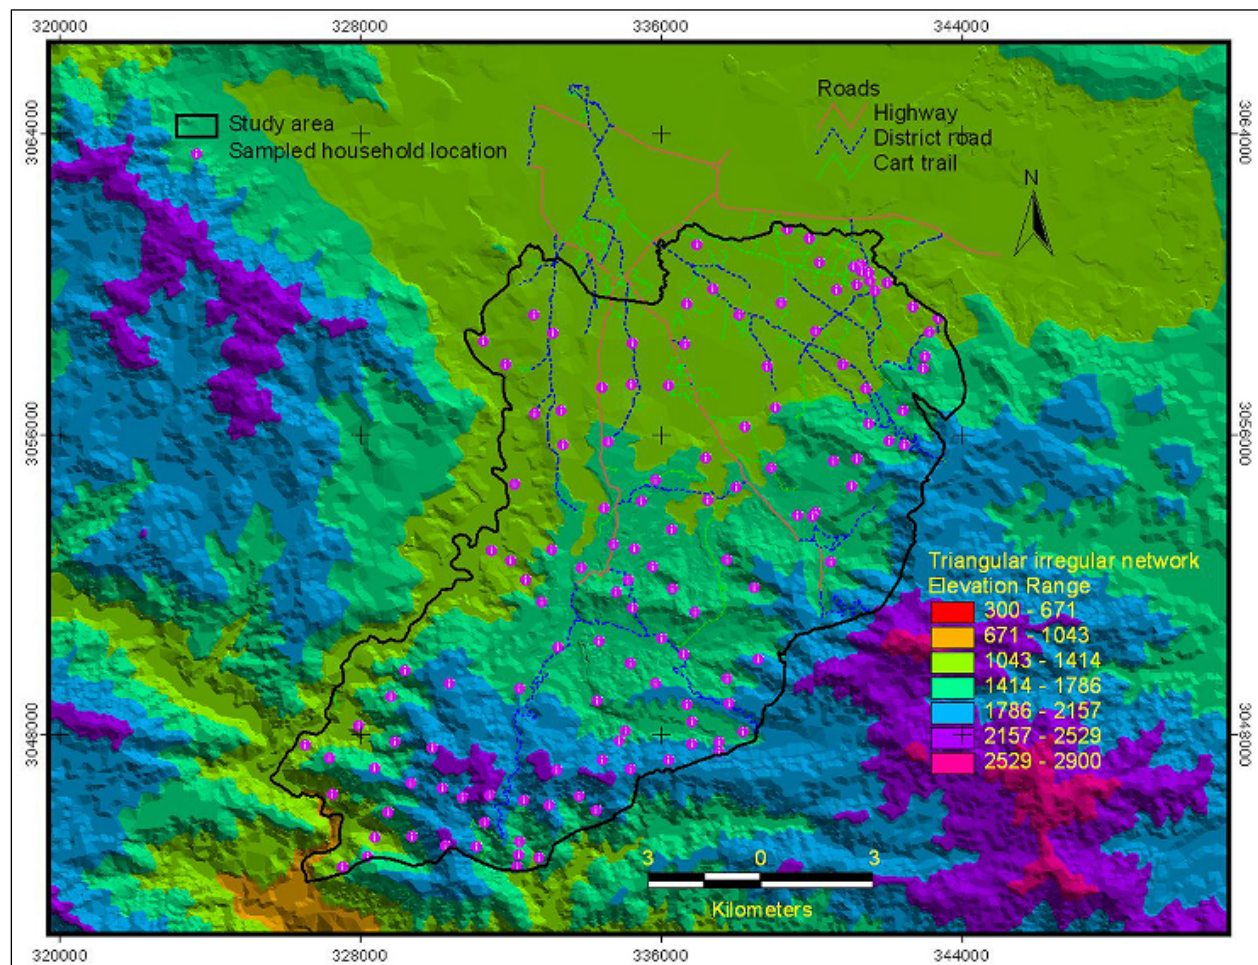 320000 328000 336000 344000
3064000
3056000
3048000
Study area
Sampled household location
Roads
Highway
District road
Cart trail
N
3064000
3056000
3048000
Triangular irregular network
Elevation Range
300 - 671
671 - 1043
1043 - 1414
1414 - 1786
1786 - 2157
2157 - 2529
2529 - 2900
3 0 3
Kilometers
320000 328000 336000 344000